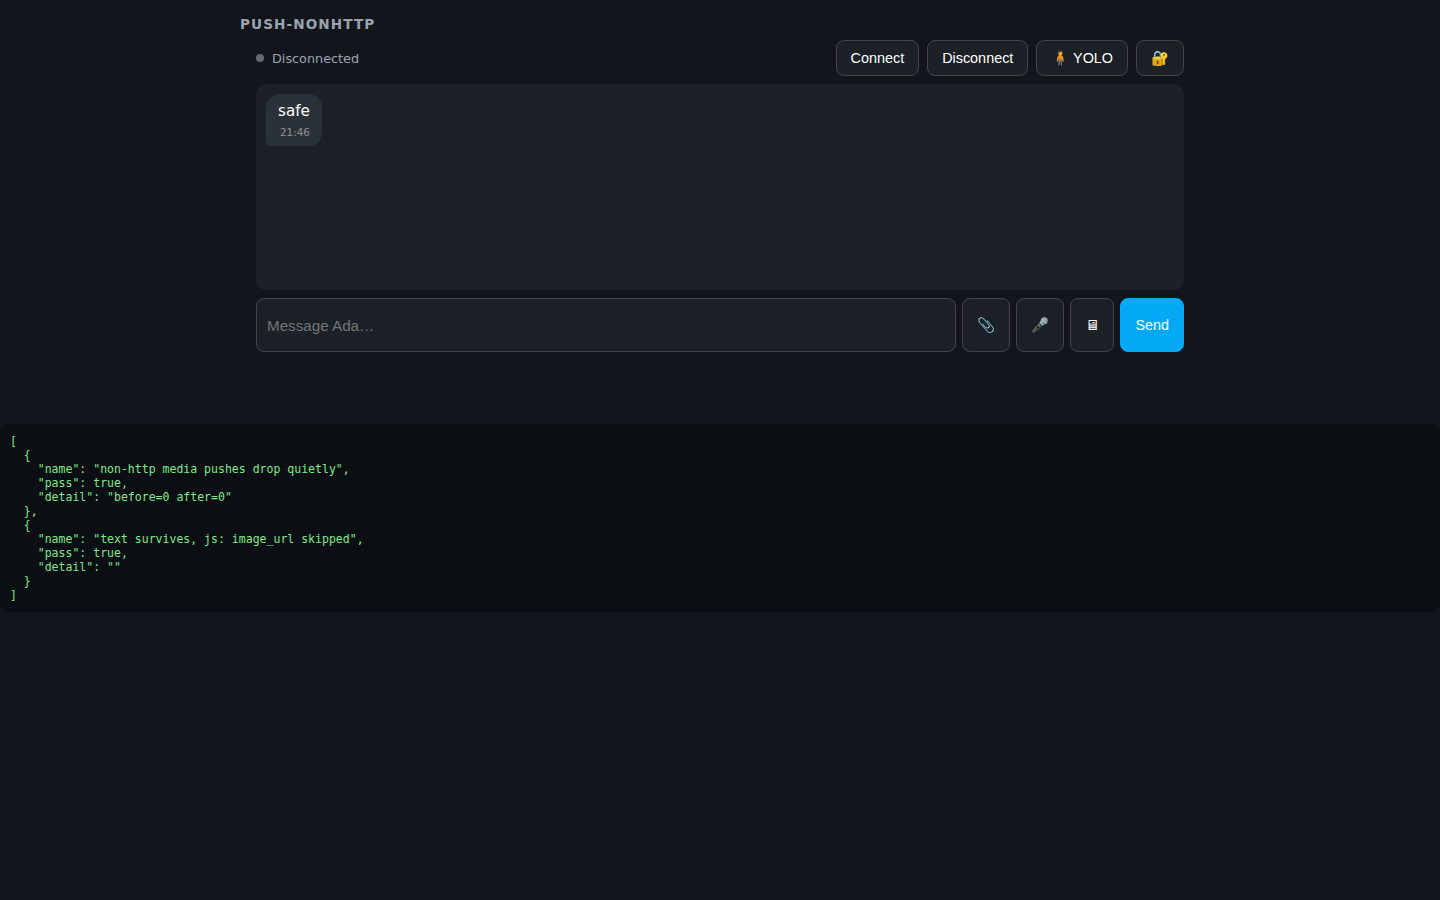 PUSH-NONHTTP
Disconnected
Connect
Disconnect
🧍 YOLO
🔐
safe
21:46
Message Ada…
Send
[
  {
    "name": "non-http media pushes drop quietly",
    "pass": true,
    "detail": "before=0 after=0"
  },
  {
    "name": "text survives, js: image_url skipped",
    "pass": true,
    "detail": ""
  }
]